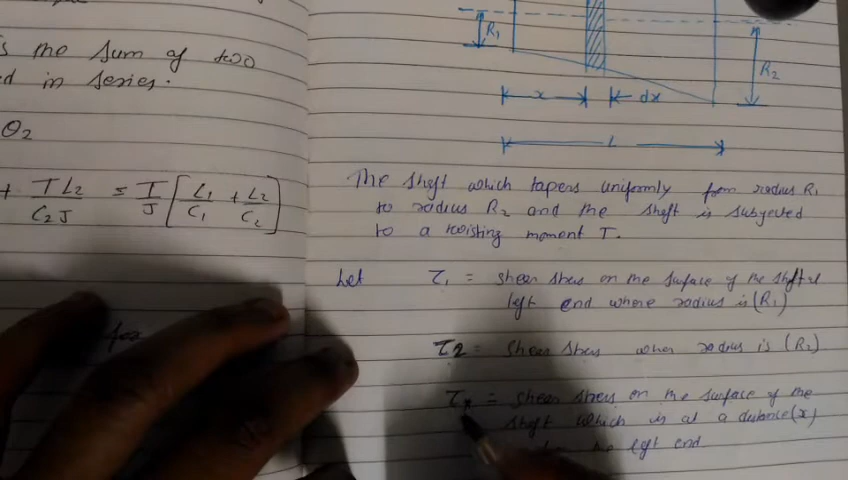 is the sum of two
ed in series.
θ2
+ TL2/C2J = T/J [L1/C1 + L2/C2]
for
R1
R2
x
dx
L
The shaft which tapers uniformly from radius R1
to radius R2 and the shaft is subjected
to a twisting moment T.
Let τ1 = shear stress on the surface of the shaft at
left end where radius is (R1)
τ2 = shear stress when radius is (R2)
τx = shear stress on the surface of the
shaft which is at a distance (x)
the left end